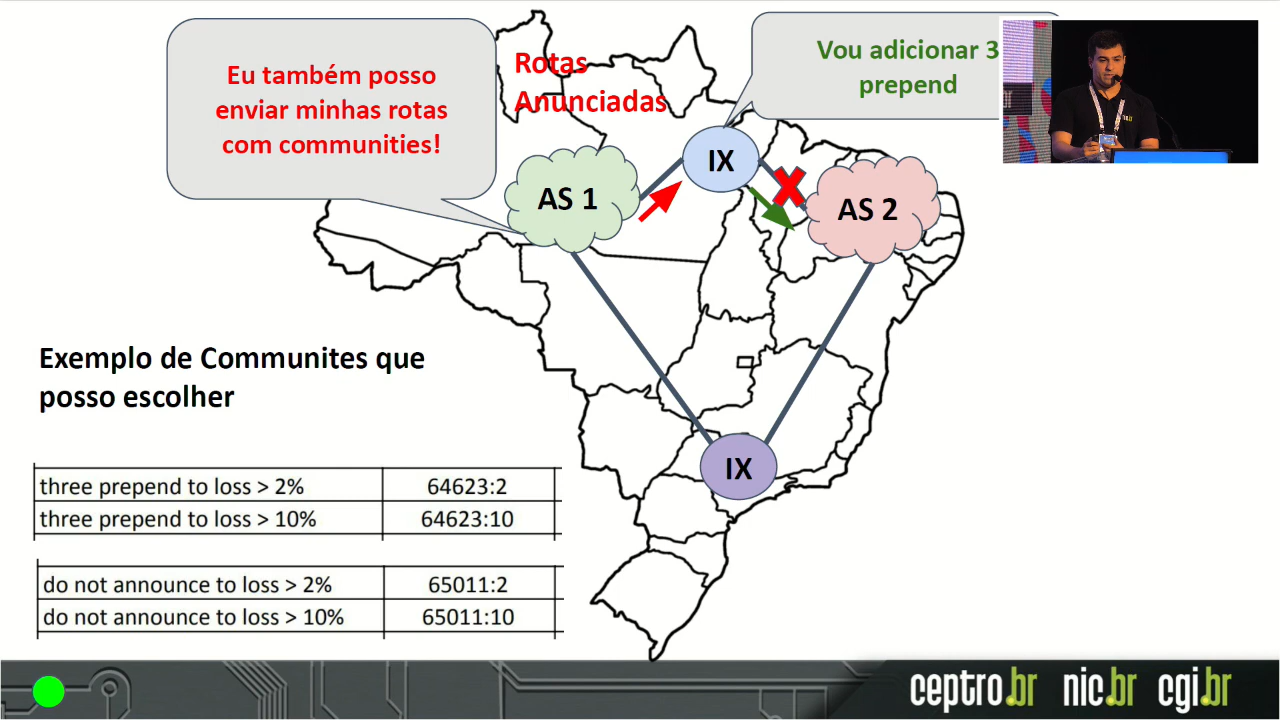 Eu também posso
enviar minhas rotas
com communities!
Rotas
Anunciadas
Vou adicionar 3
prepend
IX
AS 1
AS 2
IX
Exemplo de Communites que
posso escolher
three prepend to loss > 2% 64623:2
three prepend to loss > 10% 64623:10
do not announce to loss > 2% 65011:2
do not announce to loss > 10% 65011:10
ceptro.br nic.br cgi.br